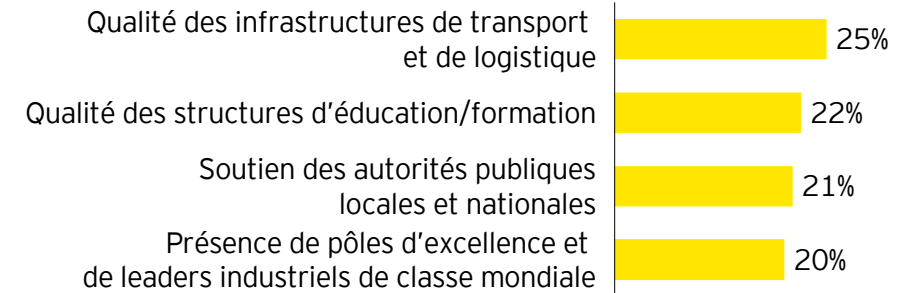 Qualité des infrastructures de transport
et de logistique
25%
Qualité des structures d’éducation/formation
22%
Soutien des autorités publiques
locales et nationales
21%
Présence de pôles d’excellence et
de leaders industriels de classe mondiale
20%